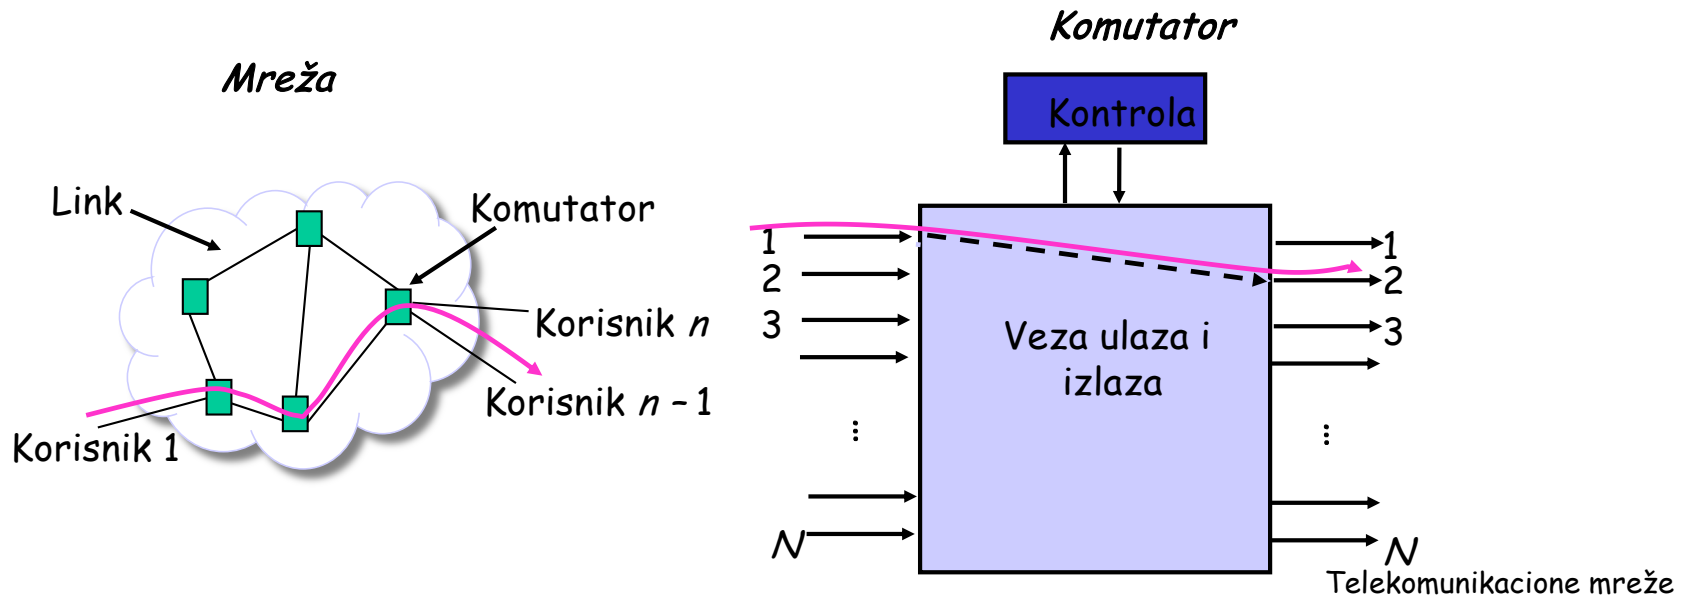 Mreža
Link
Komutator
Korisnik n
Korisnik n – 1
Korisnik 1
Komutator
Kontrola
1
2
3
⋮
N
Veza ulaza i
izlaza
1
2
3
⋮
N
Telekomunikacione mreže